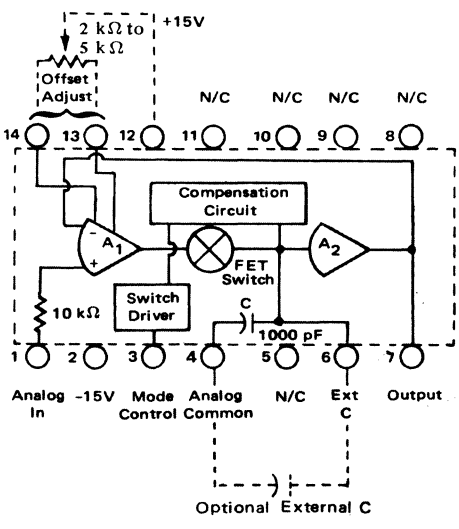 2 kΩ to
5 kΩ
+15V
Offset
Adjust
N/C
N/C
N/C
N/C
14
13
12
11
10
9
8
Compensation
Circuit
-
A1
+
A2
FET
Switch
10 kΩ
Switch
Driver
C
1000 pF
1
2
3
4
5
6
7
Analog
In
-15V
Mode
Control
Analog
Common
N/C
Ext
C
Output
Optional External C